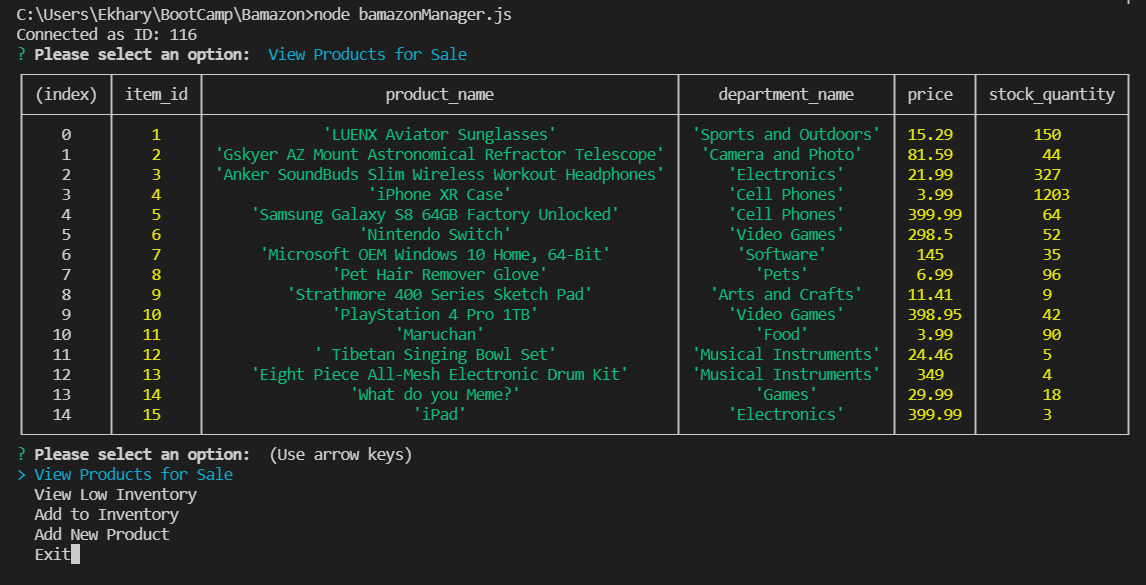 C:\Users\Ekhary\BootCamp\Bamazon>node bamazonManager.js
Connected as ID: 116
? Please select an option:  View Products for Sale
(index) item_id product_name department_name price stock_quantity
0 1 'LUENX Aviator Sunglasses' 'Sports and Outdoors' 15.29 150
1 2 'Gskyer AZ Mount Astronomical Refractor Telescope' 'Camera and Photo' 81.59 44
2 3 'Anker SoundBuds Slim Wireless Workout Headphones' 'Electronics' 21.99 327
3 4 'iPhone XR Case' 'Cell Phones' 3.99 1203
4 5 'Samsung Galaxy S8 64GB Factory Unlocked' 'Cell Phones' 399.99 64
5 6 'Nintendo Switch' 'Video Games' 298.5 52
6 7 'Microsoft OEM Windows 10 Home, 64-Bit' 'Software' 145 35
7 8 'Pet Hair Remover Glove' 'Pets' 6.99 96
8 9 'Strathmore 400 Series Sketch Pad' 'Arts and Crafts' 11.41 9
9 10 'PlayStation 4 Pro 1TB' 'Video Games' 398.95 42
10 11 'Maruchan' 'Food' 3.99 90
11 12 ' Tibetan Singing Bowl Set' 'Musical Instruments' 24.46 5
12 13 'Eight Piece All-Mesh Electronic Drum Kit' 'Musical Instruments' 349 4
13 14 'What do you Meme?' 'Games' 29.99 18
14 15 'iPad' 'Electronics' 399.99 3
? Please select an option:  (Use arrow keys)
> View Products for Sale
View Low Inventory
Add to Inventory
Add New Product
Exit